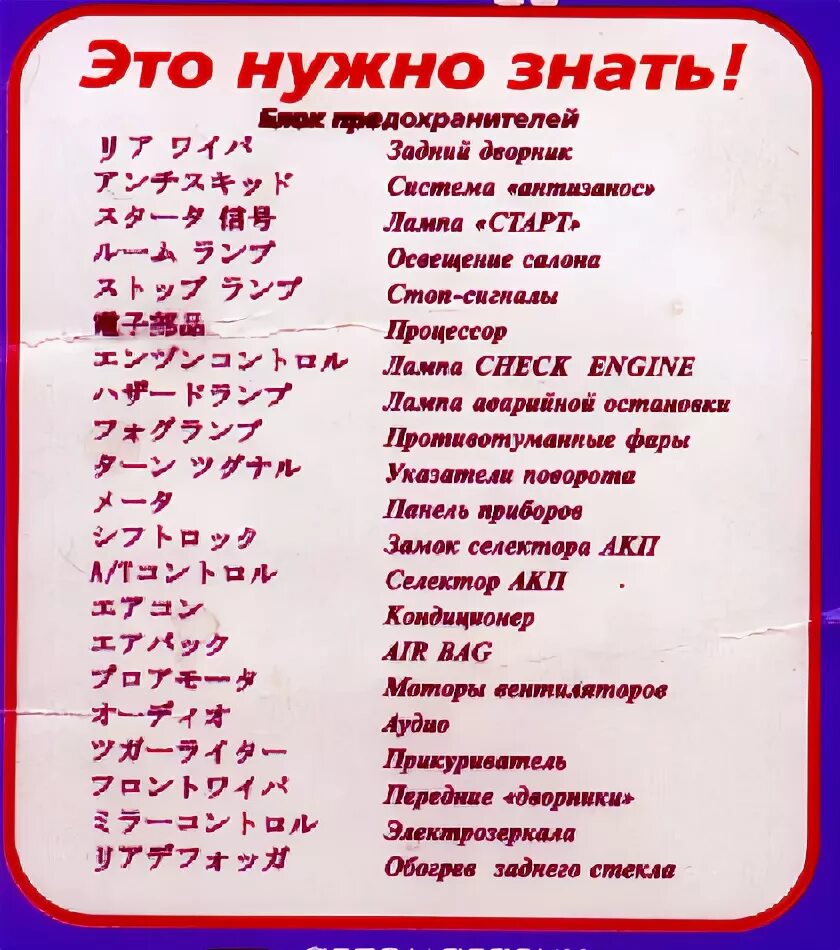 Это нужно знать!
Блок предохранителей
リア ワイパ Задний дворник
アンチスキッド Система «антизанос»
スタータ 信号 Лампа «СТАРТ»
ルーム ランプ Освещение салона
ストップ ランプ Стоп-сигналы
電子部品 Процессор
エンヅンコントロル Лампа CHECK ENGINE
ハザードランプ Лампа аварийной остановки
フォグランプ Противотуманные фары
ターン ツグナル Указатели поворота
メータ Панель приборов
シフトロック Замок селектора АКП
A/Tコントロル Селектор АКП
エアコン Кондиционер
エアパック AIR BAG
プロアモータ Моторы вентиляторов
オーディオ Аудио
ツガーライター Прикуриватель
フロントワイパ Передние «дворники»
ミラーコントロル Электрозеркала
リアデフォッガ Обогрев заднего стекла